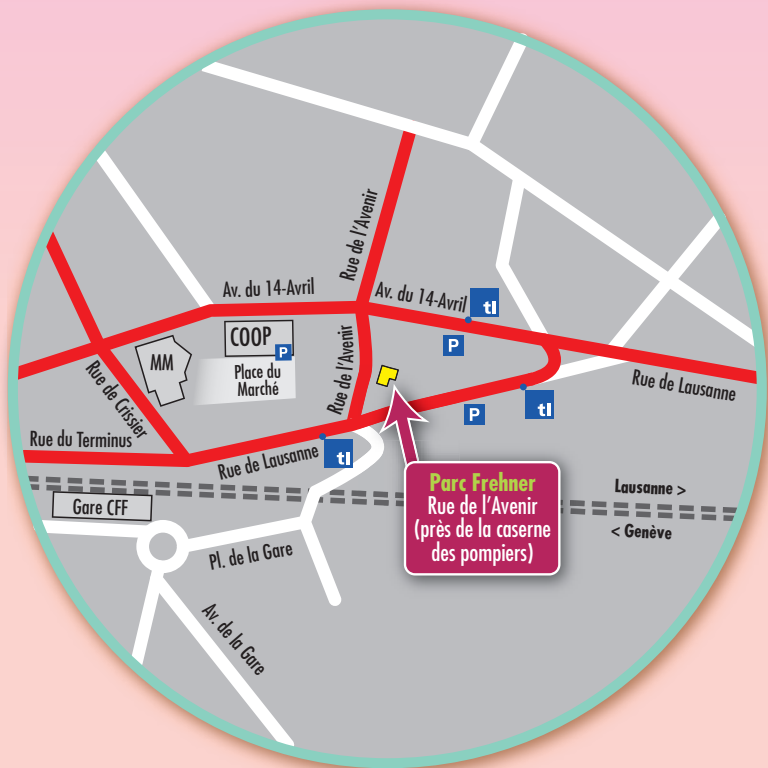 Rue de l'Avenir
Av. du 14-Avril
Av. du 14-Avril
tl
COOP
P
P
MM
Place du
Marché
Rue de l'Avenir
Rue de Crissier
Rue de Lausanne
tl
P
Rue du Terminus
Rue de Lausanne
tl
Parc Frehner
Rue de l'Avenir
(près de la caserne
des pompiers)
Lausanne >
< Genève
Gare CFF
Pl. de la Gare
Av. de la Gare